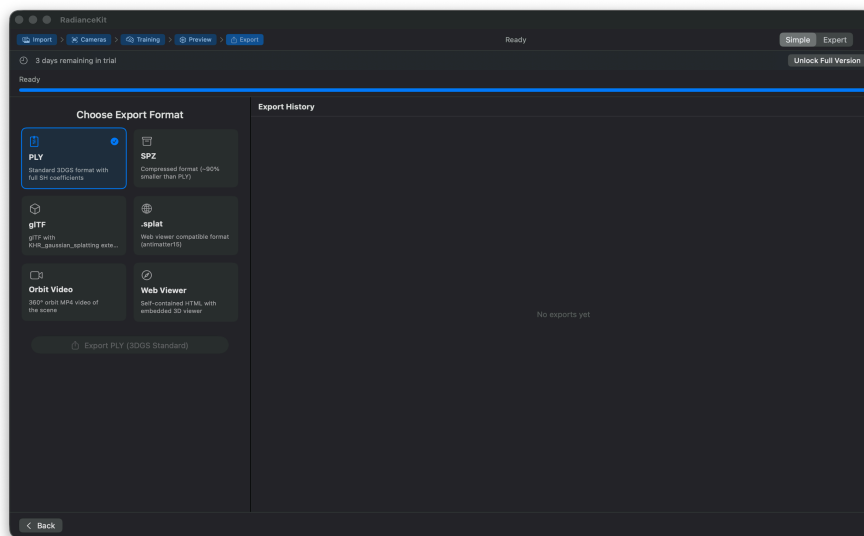 RadianceKit
Import > Cameras > Training > Preview > Export
Ready
Simple Expert
3 days remaining in trial
Unlock Full Version
Ready
Choose Export Format
PLY
Standard 3DGS format with
full SH coefficients
SPZ
Compressed format (~90%
smaller than PLY)
glTF
glTF with
KHR_gaussian_splatting exte...
.splat
Web viewer compatible format
(antimatter15)
Orbit Video
360° orbit MP4 video of
the scene
Web Viewer
Self-contained HTML with
embedded 3D viewer
Export PLY (3DGS Standard)
Export History
No exports yet
Back